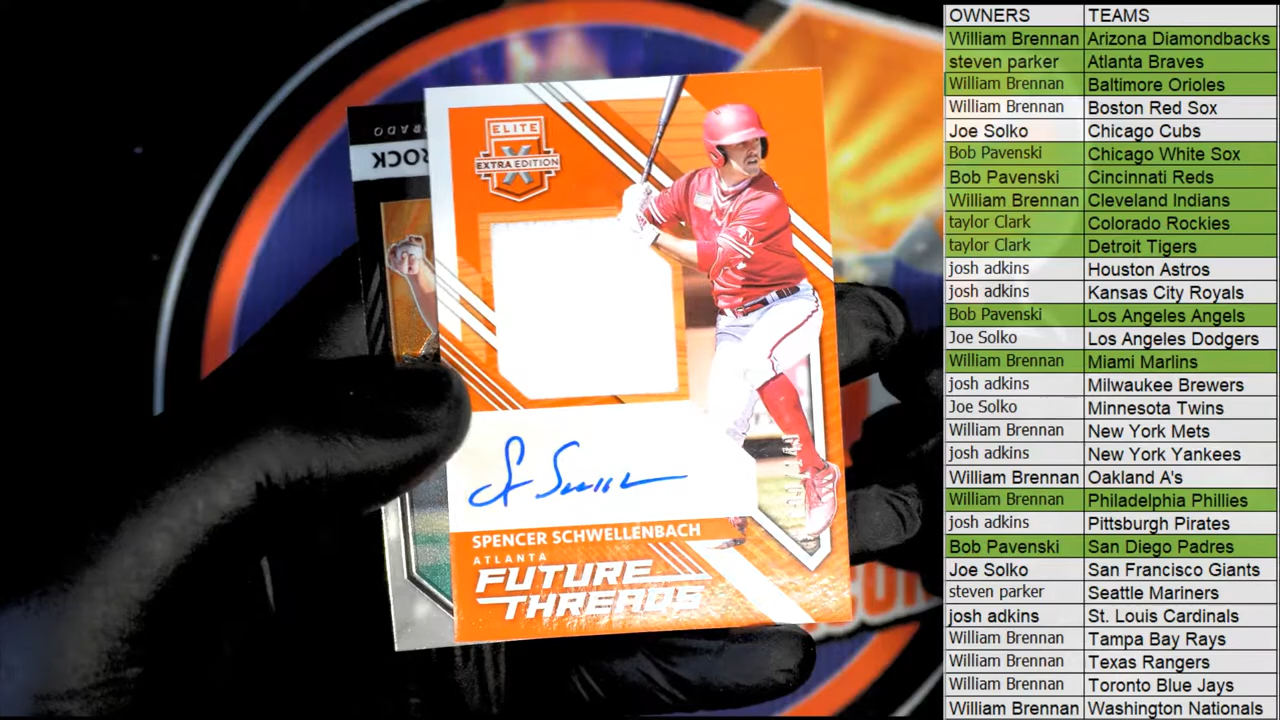 ORADO
ROCK
ELITE
X
EXTRA EDITION
N
SPENCER SCHWELLENBACH
ATLANTA
FUTURE
THREADS
OWNERS TEAMS
William Brennan Arizona Diamondbacks
steven parker Atlanta Braves
William Brennan Baltimore Orioles
William Brennan Boston Red Sox
Joe Solko Chicago Cubs
Bob Pavenski Chicago White Sox
Bob Pavenski Cincinnati Reds
William Brennan Cleveland Indians
taylor Clark Colorado Rockies
taylor Clark Detroit Tigers
josh adkins Houston Astros
josh adkins Kansas City Royals
Bob Pavenski Los Angeles Angels
Joe Solko Los Angeles Dodgers
William Brennan Miami Marlins
josh adkins Milwaukee Brewers
Joe Solko Minnesota Twins
William Brennan New York Mets
josh adkins New York Yankees
William Brennan Oakland A's
William Brennan Philadelphia Phillies
josh adkins Pittsburgh Pirates
Bob Pavenski San Diego Padres
Joe Solko San Francisco Giants
steven parker Seattle Mariners
josh adkins St. Louis Cardinals
William Brennan Tampa Bay Rays
William Brennan Texas Rangers
William Brennan Toronto Blue Jays
William Brennan Washington Nationals